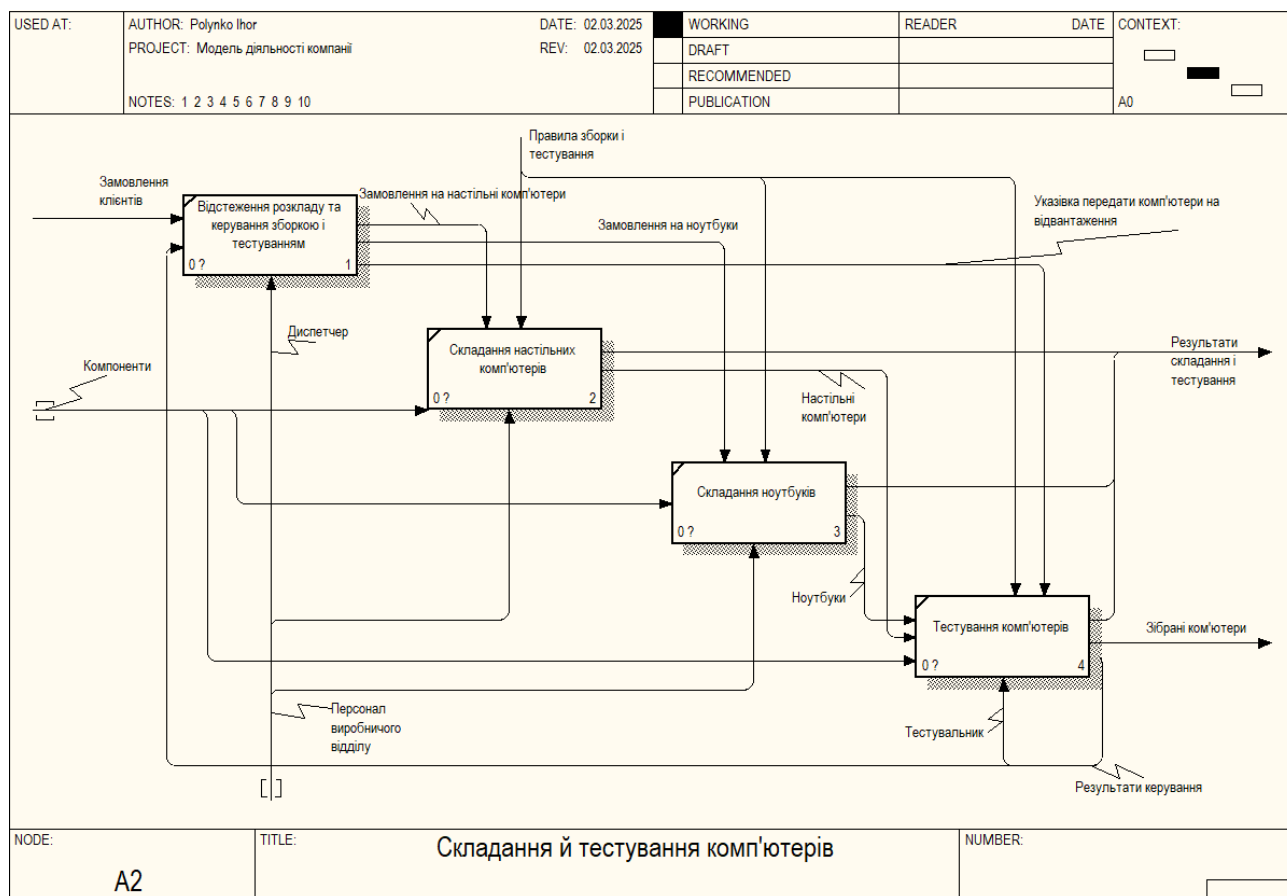 USED AT:
AUTHOR: Polynko Ihor
DATE: 02.03.2025
PROJECT: Модель діяльності компанії
REV: 02.03.2025
NOTES: 1 2 3 4 5 6 7 8 9 10
WORKING
DRAFT
RECOMMENDED
PUBLICATION
READER
DATE
CONTEXT:
A0
Правила зборки і
тестування
Замовлення
клієнтів
Відстеження розкладу та
керування зборкою і
тестуванням
0 ?
1
Замовлення на настільні комп'ютери
Замовлення на ноутбуки
Указівка передати комп'ютери на
відвантаження
Диспетчер
Компоненти
Складання настільних
комп'ютерів
0 ?
2
Результати
складання і
тестування
Настільні
комп'ютери
Складання ноутбуків
0 ?
3
Ноутбуки
Тестування комп'ютерів
0 ?
4
Зібрані ком'ютери
Персонал
виробничого
відділу
Тестувальник
Результати керування
NODE:
A2
TITLE:
Складання й тестування комп'ютерів
NUMBER: